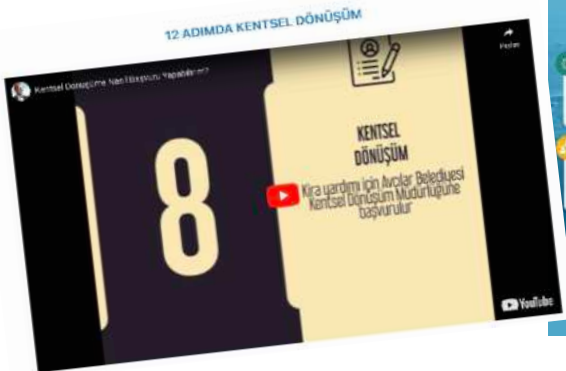 12 ADIMDA KENTSEL DÖNÜŞÜM
Kentsel Dönüşüme Nasıl Başvuru Yapabilirim?
Paylaş
8
KENTSEL
DÖNÜŞÜM
Kira yardımı için Avcılar Belediyesi
Kentsel Dönüşüm Müdürlüğüne
başvurulur
YouTube